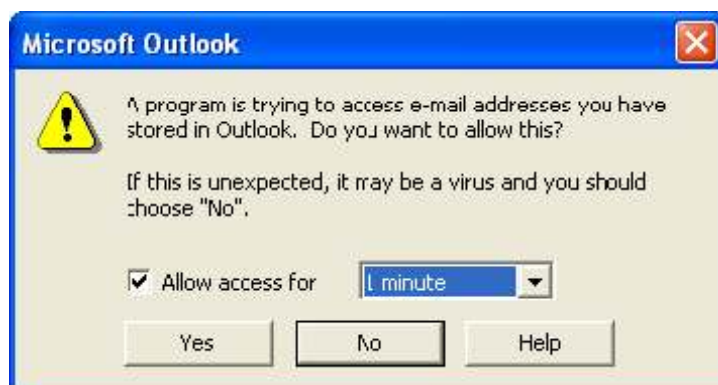 Microsoft Outlook
A program is trying to access e-mail addresses you have
stored in Outlook. Do you want to allow this?
If this is unexpected, it may be a virus and you should
choose "No".
Allow access for 1 minute
Yes No Help